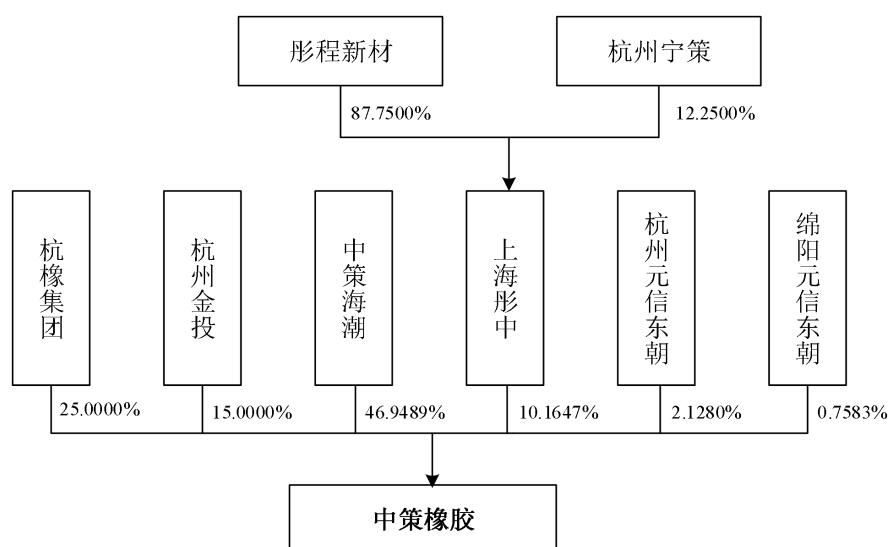 彤程新材
杭州宁策
87.7500%
12.2500%
杭橡集团
杭州金投
中策海潮
上海彤中
杭州元信东朝
绵阳元信东朝
25.0000%
15.0000%
46.9489%
10.1647%
2.1280%
0.7583%
中策橡胶